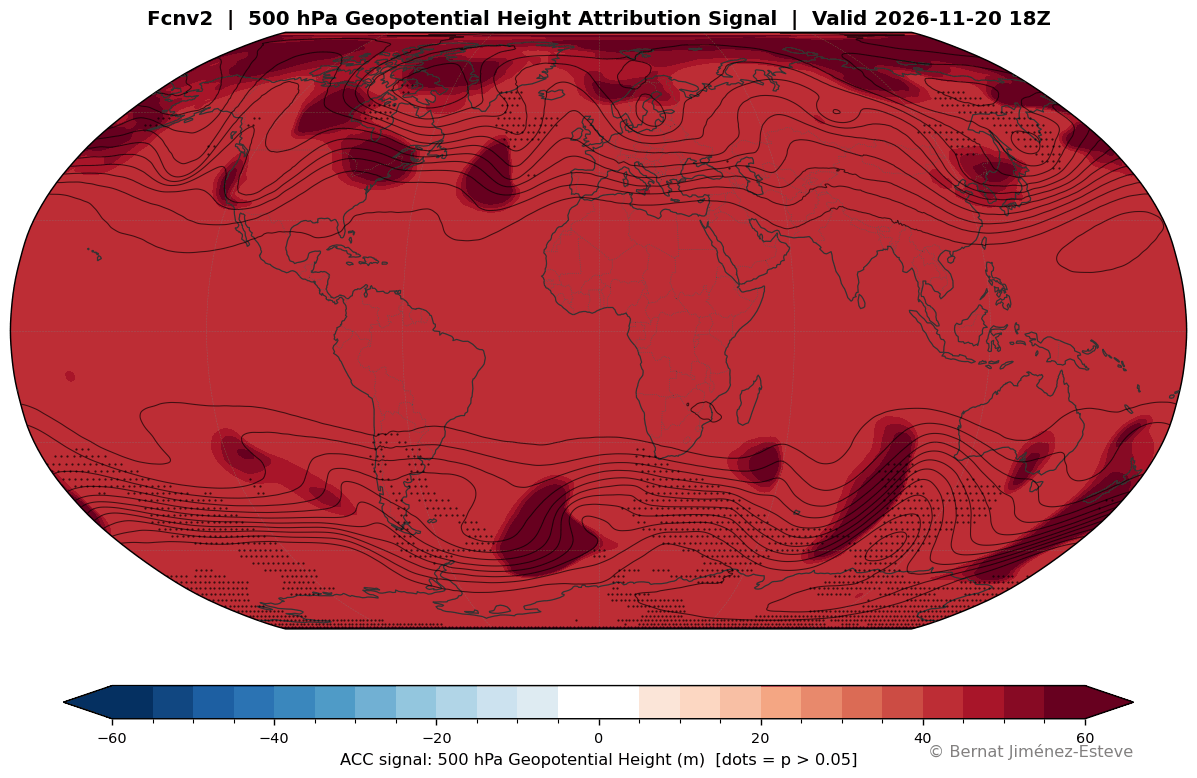 Fcnv2 | 500 hPa Geopotential Height Attribution Signal | Valid 2026-11-20 18Z
−60 −40 −20 0 20 40 60
© Bernat Jiménez-Esteve
ACC signal: 500 hPa Geopotential Height (m) [dots = p > 0.05]